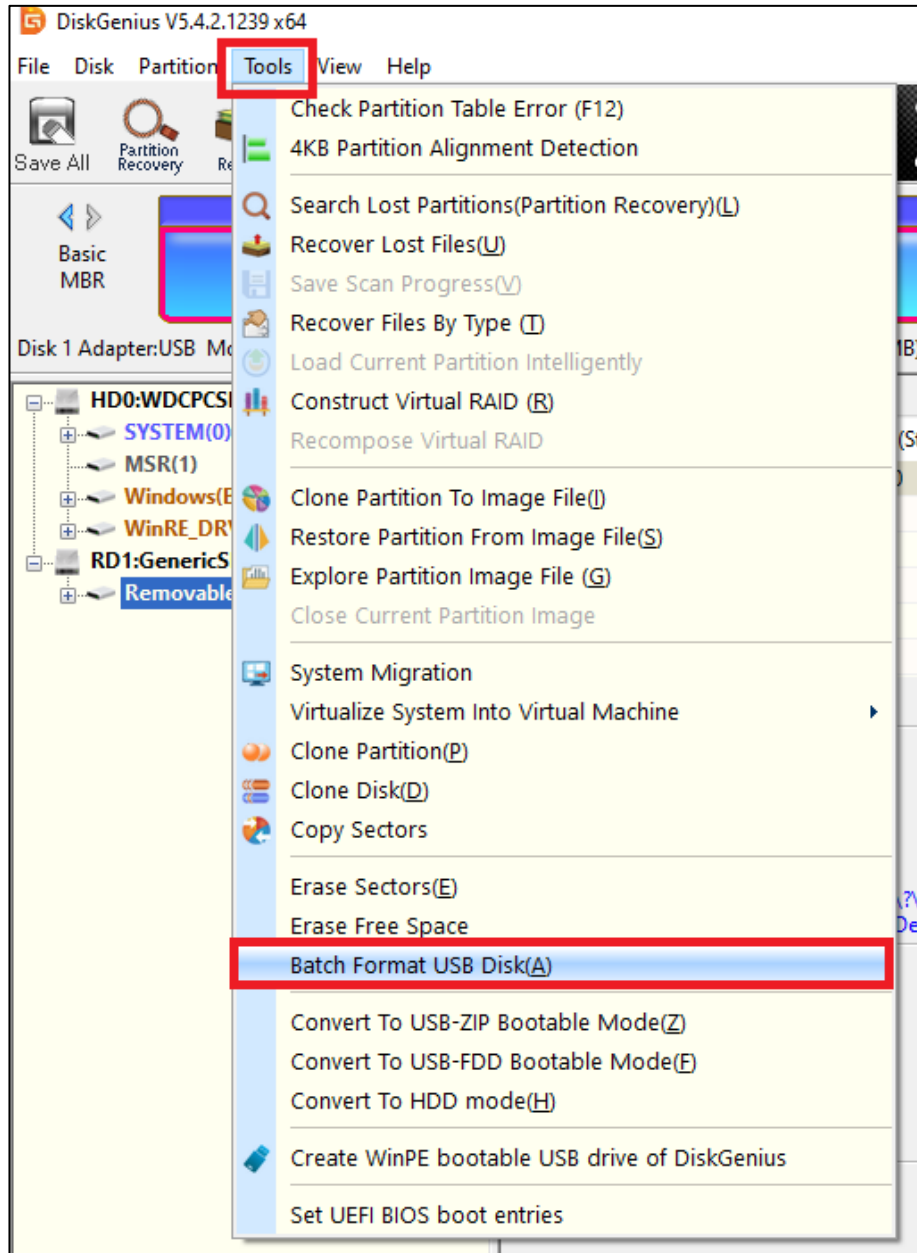 DiskGenius V5.4.2.1239 x64
File Disk Partition Tools View Help
Save All
Partition
Recovery
Basic
MBR
Disk 1 Adapter:USB
HD0:WDCPCS
SYSTEM(0)
MSR(1)
Windows(E
WinRE_DR
RD1:GenericS
Removable
Check Partition Table Error (F12)
4KB Partition Alignment Detection
Search Lost Partitions(Partition Recovery)(L)
Recover Lost Files(U)
Save Scan Progress(V)
Recover Files By Type (T)
Load Current Partition Intelligently
Construct Virtual RAID (R)
Recompose Virtual RAID
Clone Partition To Image File(I)
Restore Partition From Image File(S)
Explore Partition Image File (G)
Close Current Partition Image
System Migration
Virtualize System Into Virtual Machine
Clone Partition(P)
Clone Disk(D)
Copy Sectors
Erase Sectors(E)
Erase Free Space
Batch Format USB Disk(A)
Convert To USB-ZIP Bootable Mode(Z)
Convert To USB-FDD Bootable Mode(F)
Convert To HDD mode(H)
Create WinPE bootable USB drive of DiskGenius
Set UEFI BIOS boot entries